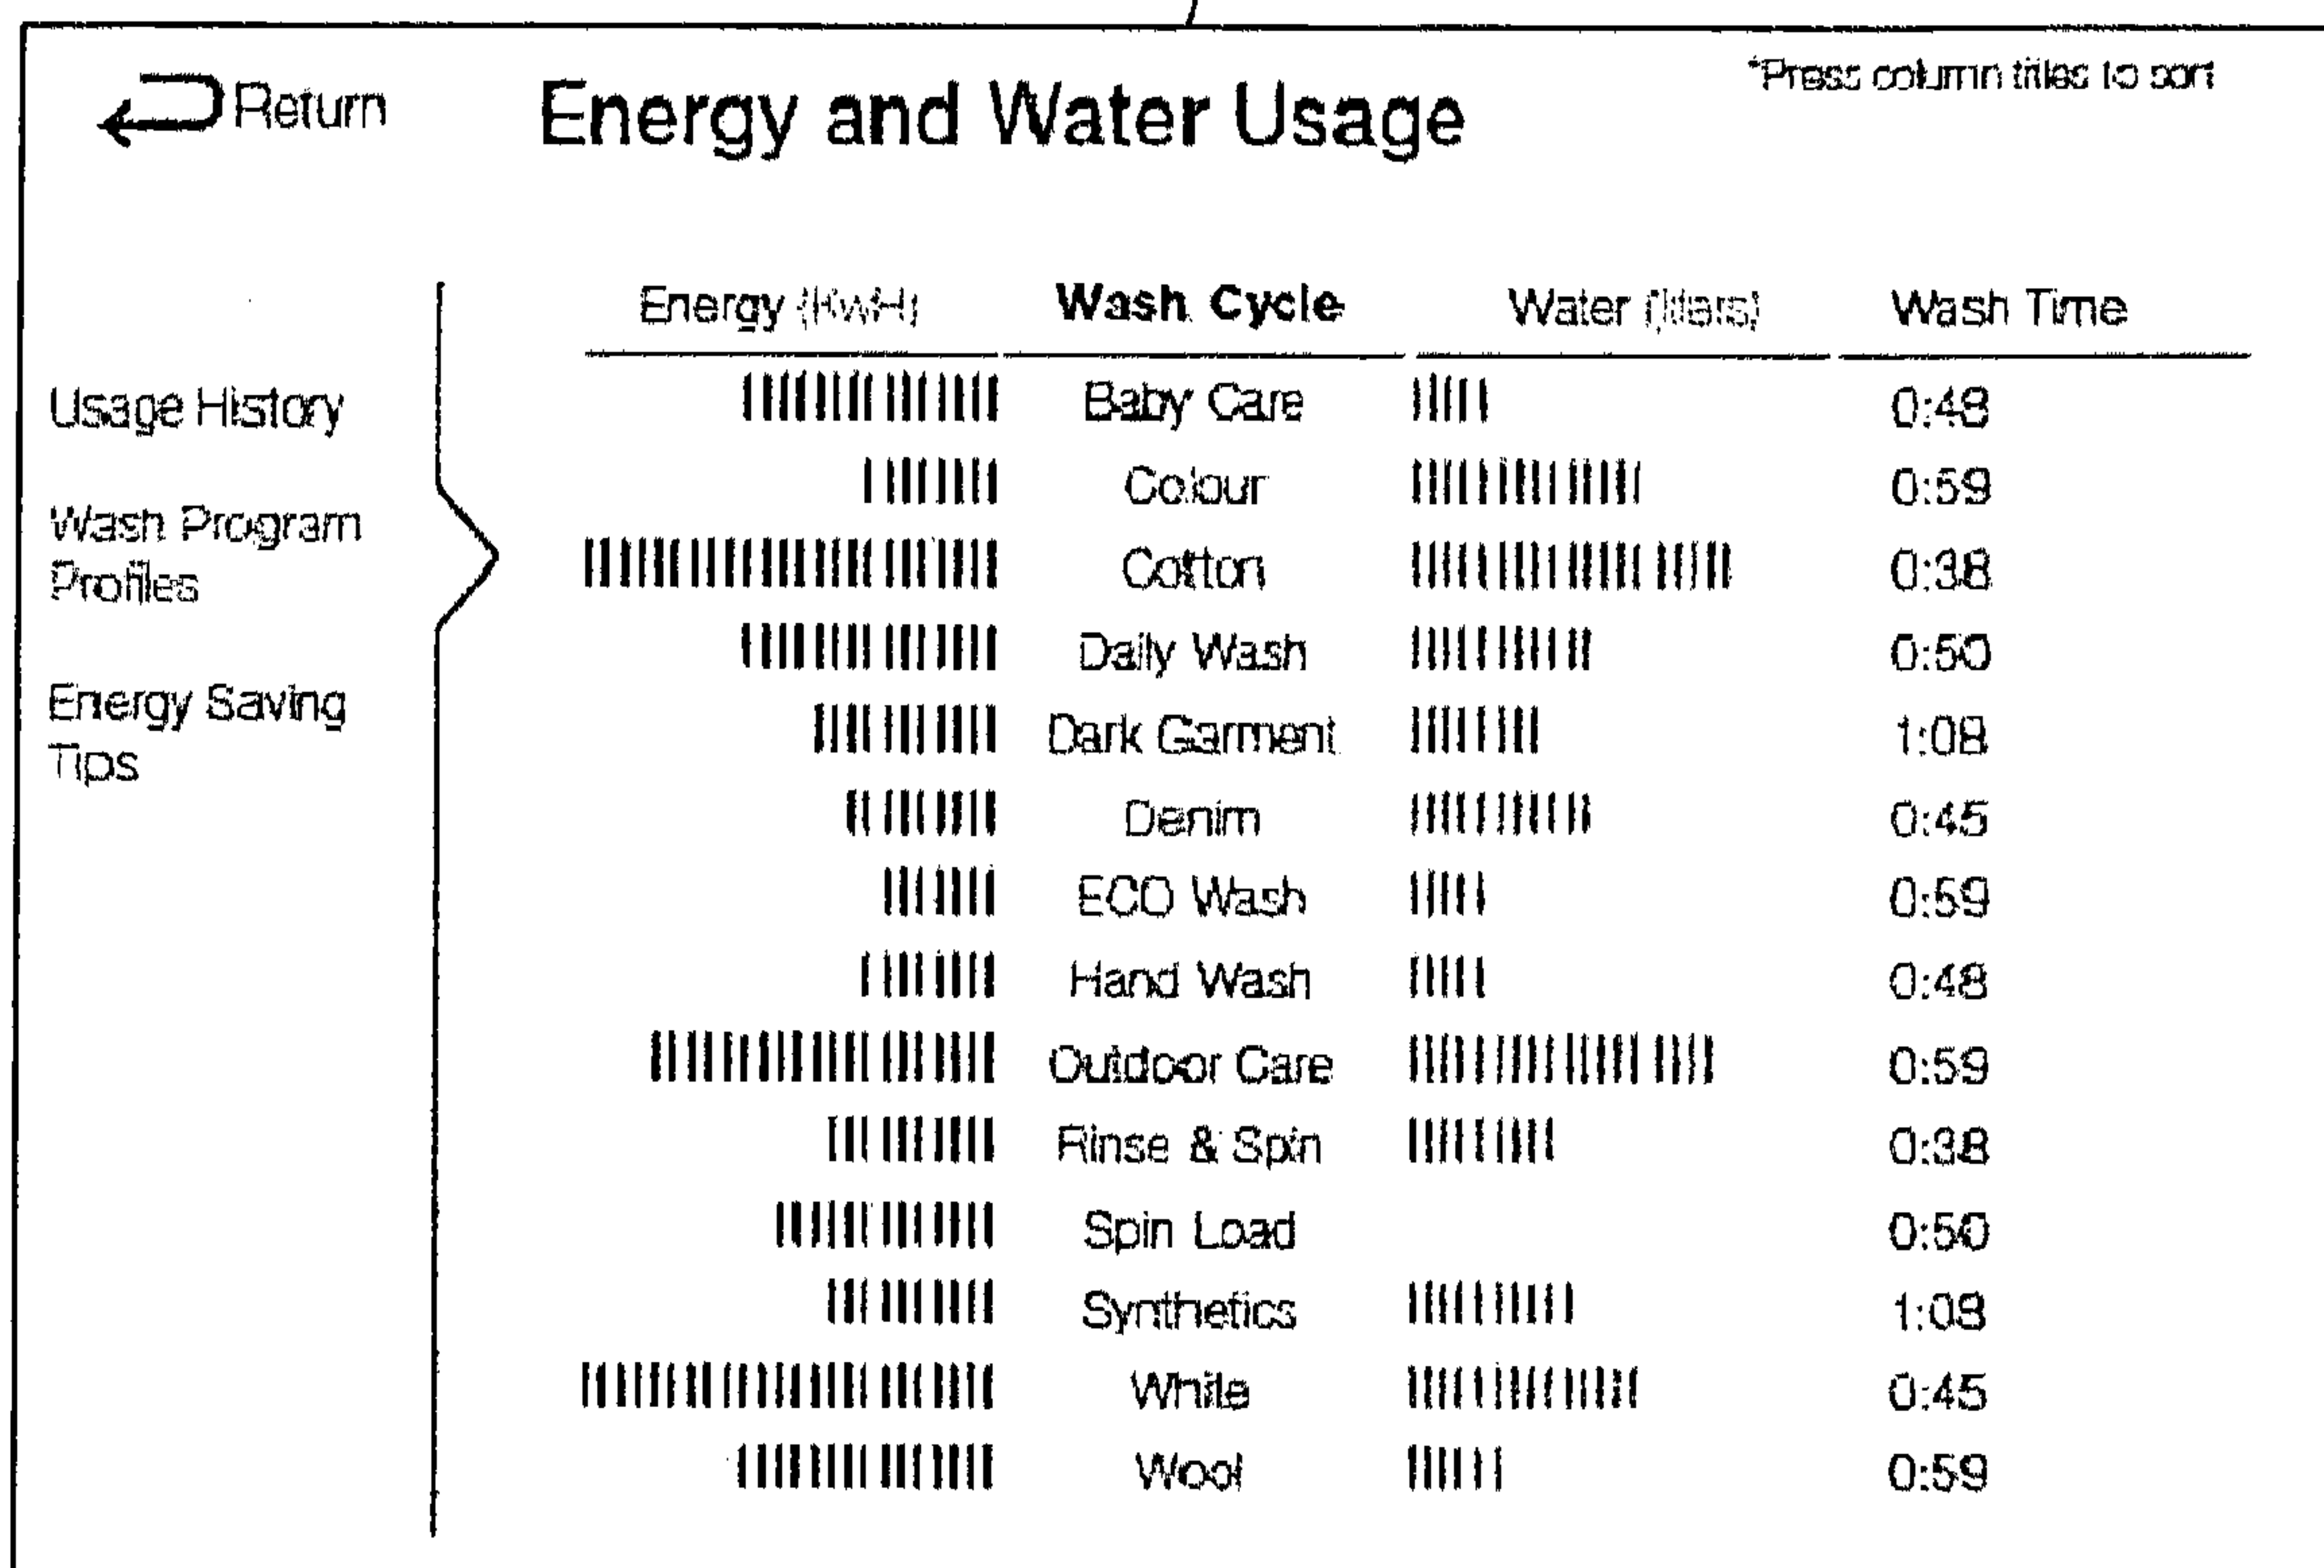 Return
Energy and Water Usage
*Press column titles to sort
Energy (KwH) Wash Cycle Water (liters) Wash Time
Usage History
Wash Program
Profiles
Energy Saving
Tips
Baby Care 0:48
Colour 0:59
Cotton 0:38
Daily Wash 0:50
Dark Garment 1:08
Denim 0:45
ECO Wash 0:59
Hand Wash 0:48
Outdoor Care 0:59
Rinse & Spin 0:38
Spin Load 0:50
Synthetics 1:08
White 0:45
Wool 0:59